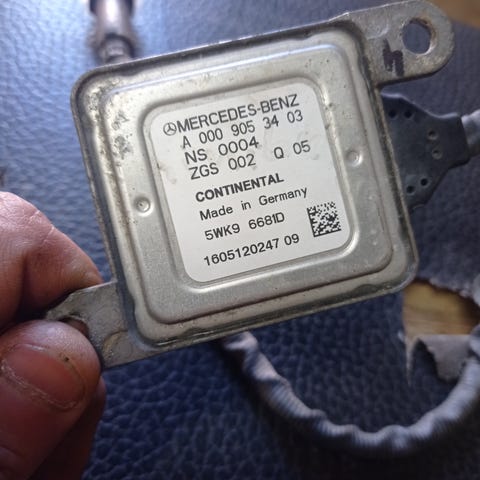 MERCEDES-BENZ
A 000 905 34 03
NS 0004
ZGS 002 Q 05
CONTINENTAL
Made in Germany
5WK9 6681D
1605120247 09